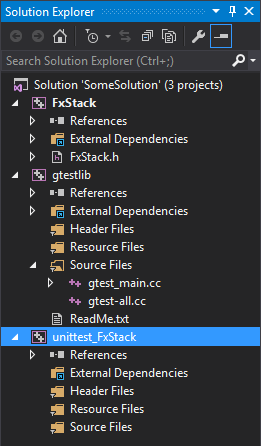 Solution Explorer
Search Solution Explorer (Ctrl+;)
Solution 'SomeSolution' (3 projects)
FxStack
References
External Dependencies
FxStack.h
gtestlib
References
External Dependencies
Header Files
Resource Files
Source Files
gtest_main.cc
gtest-all.cc
ReadMe.txt
unittest_FxStack
References
External Dependencies
Header Files
Resource Files
Source Files